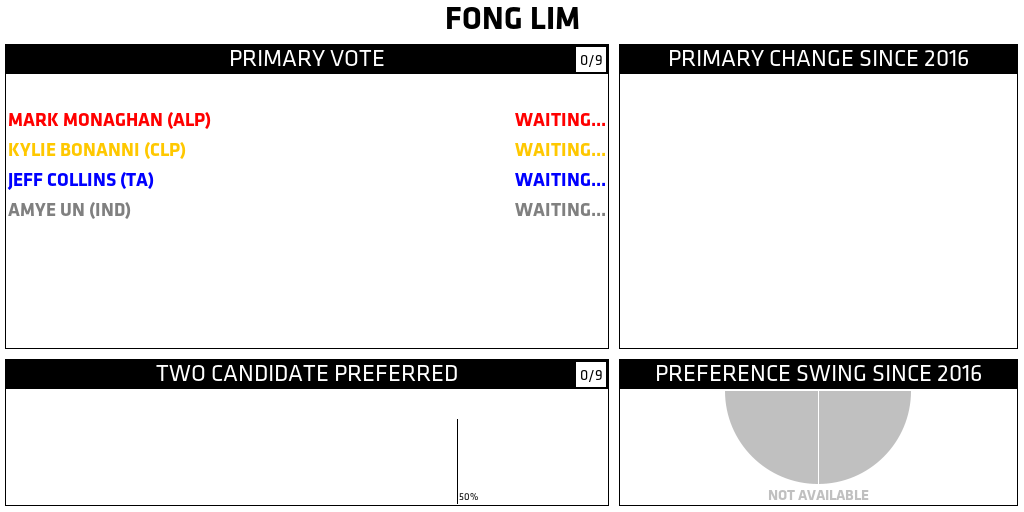 FONG LIM
PRIMARY VOTE
0/9
MARK MONAGHAN (ALP) WAITING...
KYLIE BONANNI (CLP) WAITING...
JEFF COLLINS (TA) WAITING...
AMYE UN (IND) WAITING...
PRIMARY CHANGE SINCE 2016
TWO CANDIDATE PREFERRED
0/9
50%
PREFERENCE SWING SINCE 2016
NOT AVAILABLE